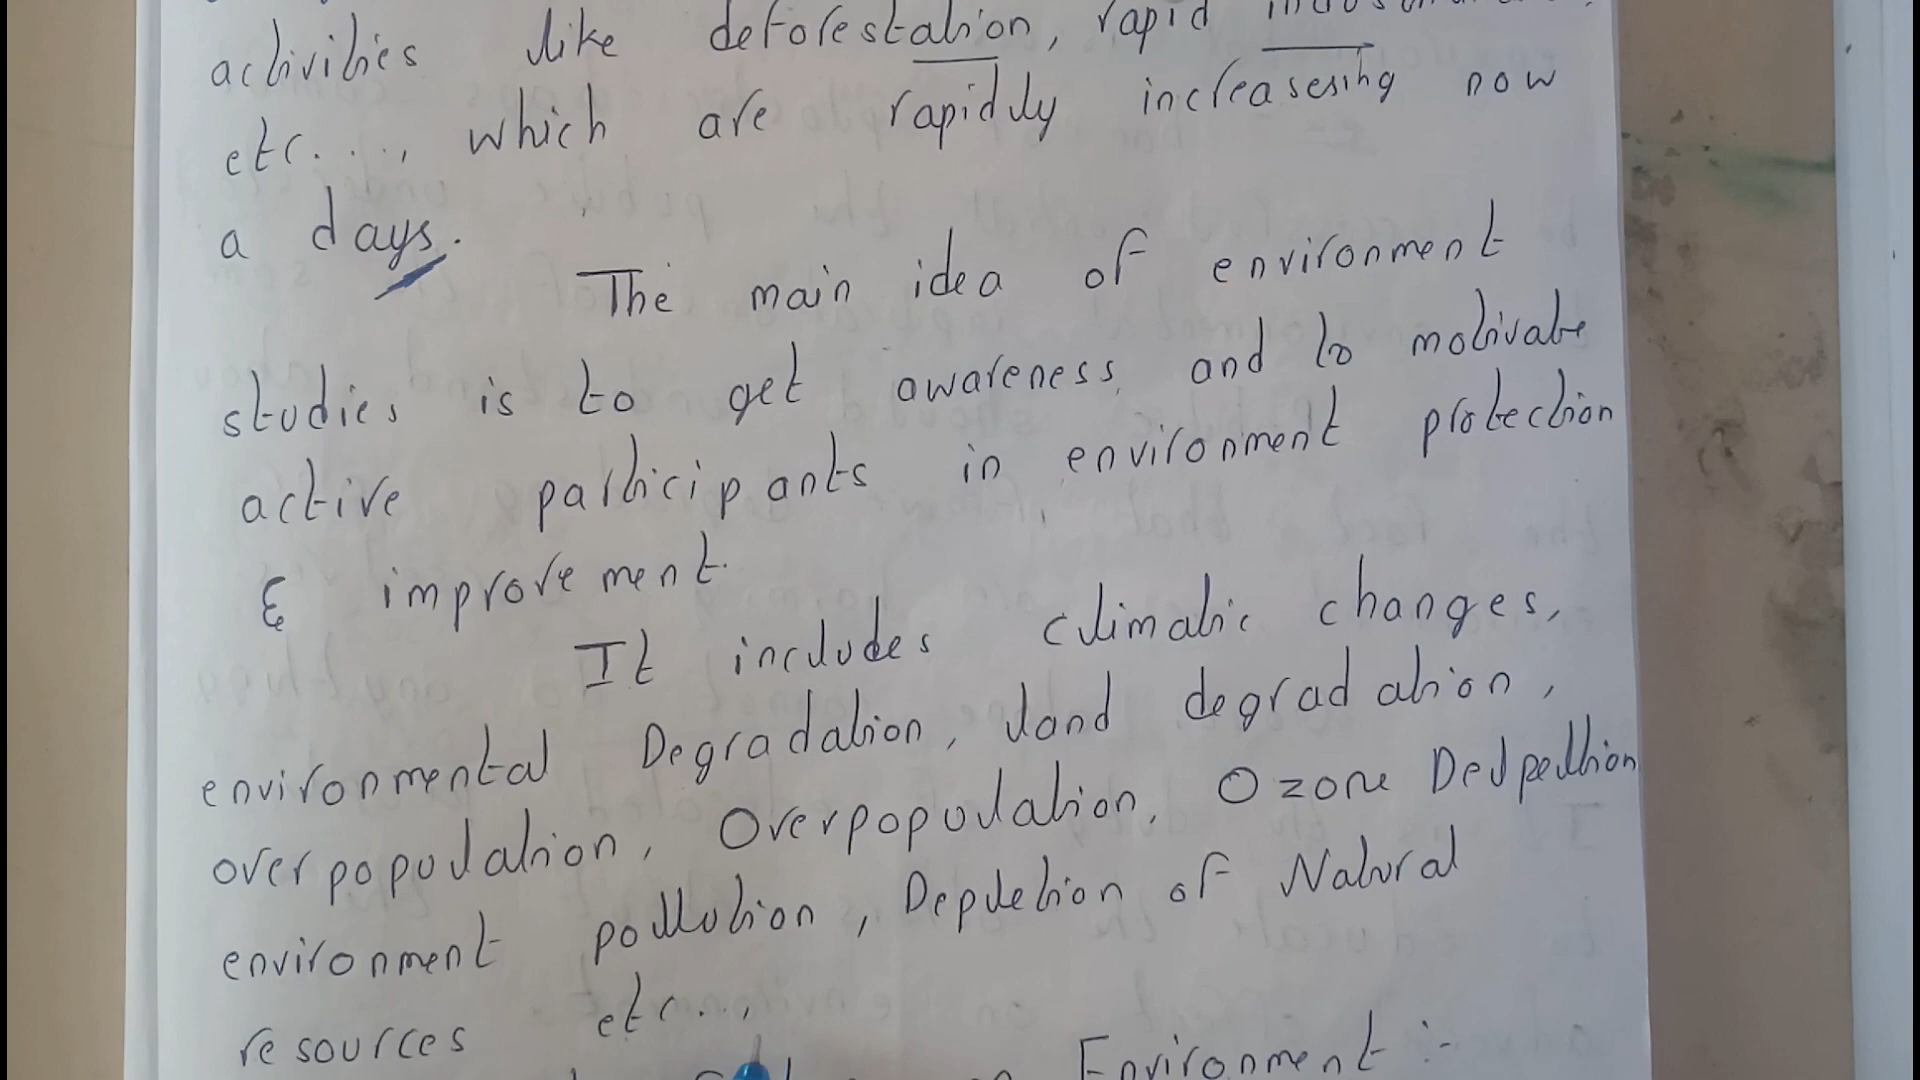 activities like deforestation, rapid
etc...., which are rapidly increasesing now
a days.
The main idea of environment
studies is to get awareness and to motivate
active participants in environment protection
& improvement.
It includes climatic changes,
environmental Degradation, land degradation,
overpopulation, Overpopulation, Ozone Delpeltion
environment pollution, Depletion of Natural
resources etc...,
Environment :-